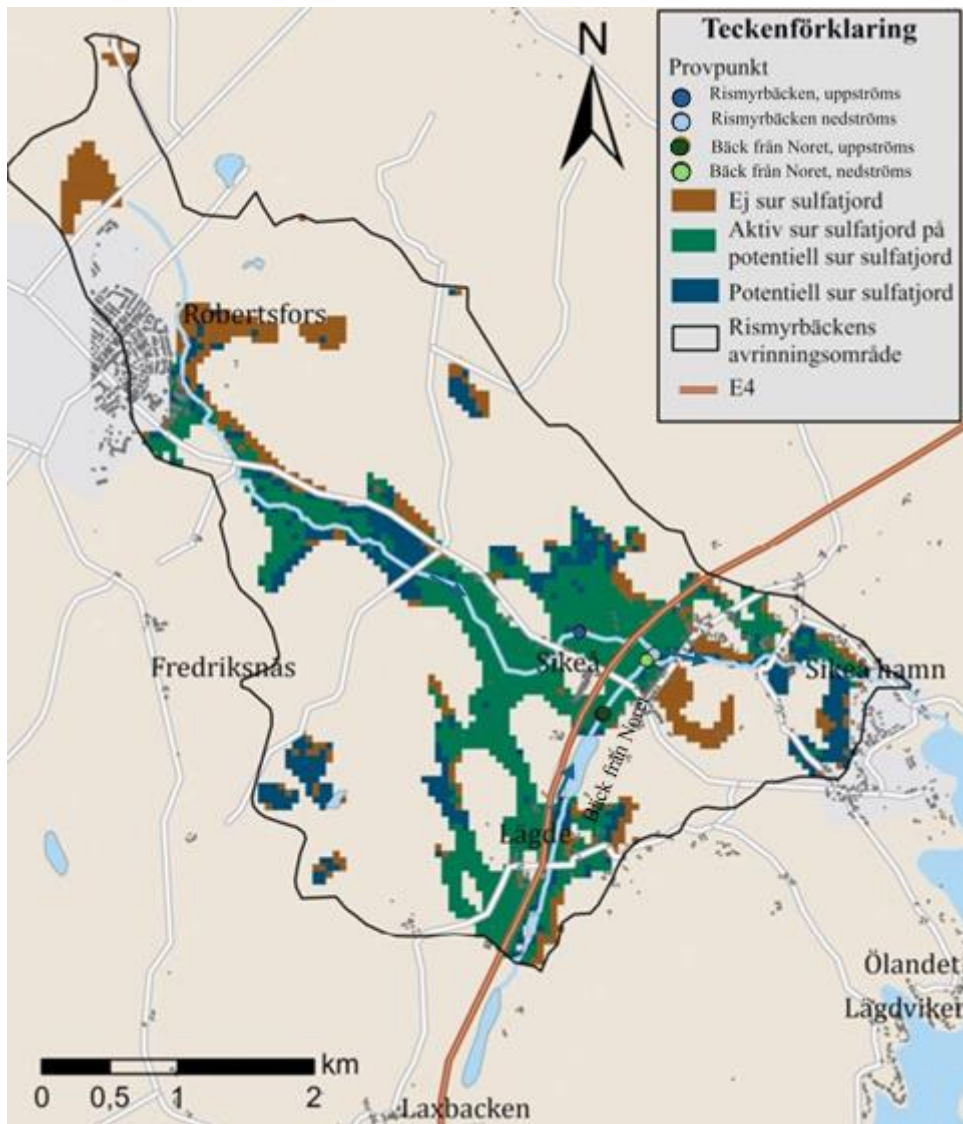 Teckenförklaring
Provpunkt
Rismyrbäcken, uppströms
Rismyrbäcken nedströms
Bäck från Noret, uppströms
Bäck från Noret, nedströms
Ej sur sulfatjord
Aktiv sur sulfatjord på
potentiell sur sulfatjord
Potentiell sur sulfatjord
Rismyrbäckens
avrinningsområde
E4
N
Robertsfors
Fredriksnäs
Sikeå
Sikeå hamn
Bäck från Noret
Lägde
Ölandet
Lägdviken
Laxbacken
km
0 0,5 1 2